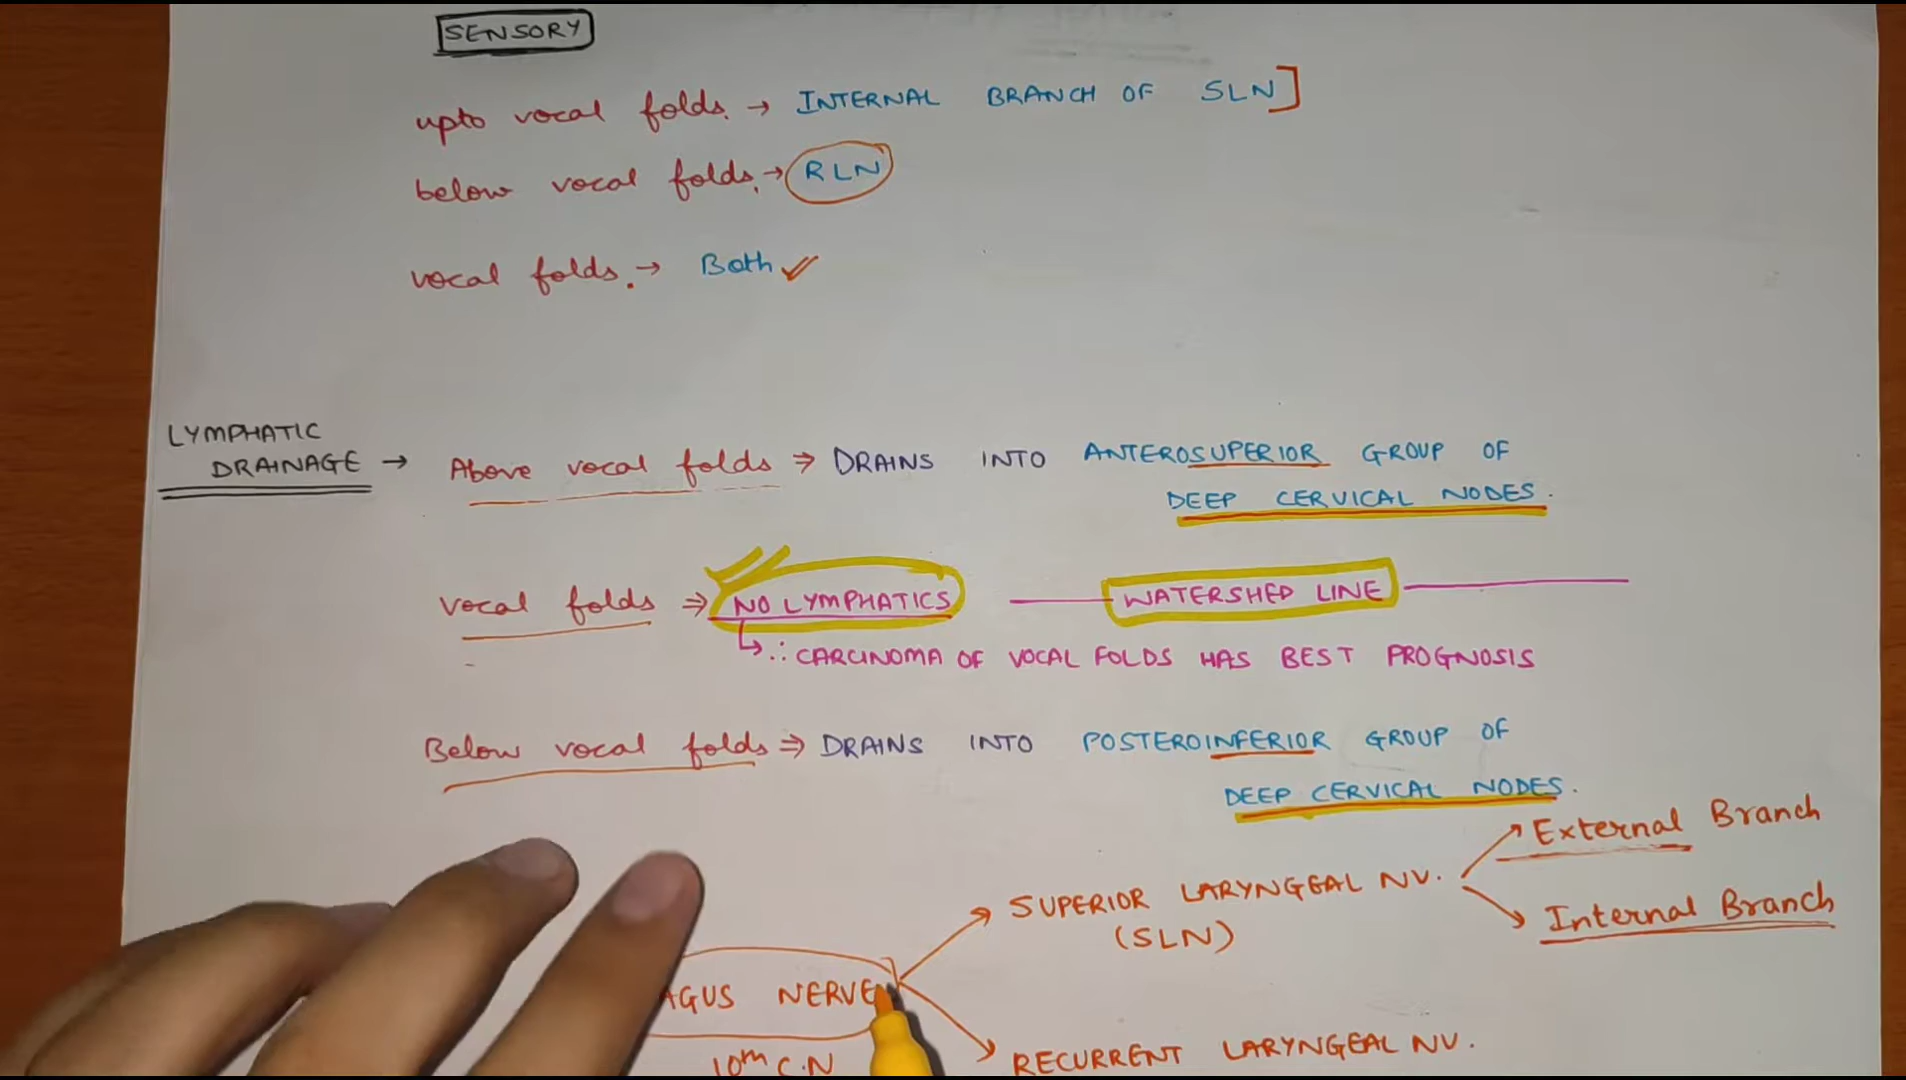 SENSORY
upto vocal folds. → INTERNAL BRANCH OF SLN]
below vocal folds. → RLN
vocal folds. → Both ✓
LYMPHATIC
DRAINAGE → Above vocal folds ⇒ DRAINS INTO ANTEROSUPERIOR GROUP OF
DEEP CERVICAL NODES.
vocal folds ⇒ NO LYMPHATICS WATERSHED LINE
↳ ∴ CARCINOMA OF VOCAL FOLDS HAS BEST PROGNOSIS
Below vocal folds ⇒ DRAINS INTO POSTEROINFERIOR GROUP OF
DEEP CERVICAL NODES.
External Branch
SUPERIOR LARYNGEAL NV.
(SLN)
Internal Branch
AGUS NERVE
10th C.N
RECURRENT LARYNGEAL NV.